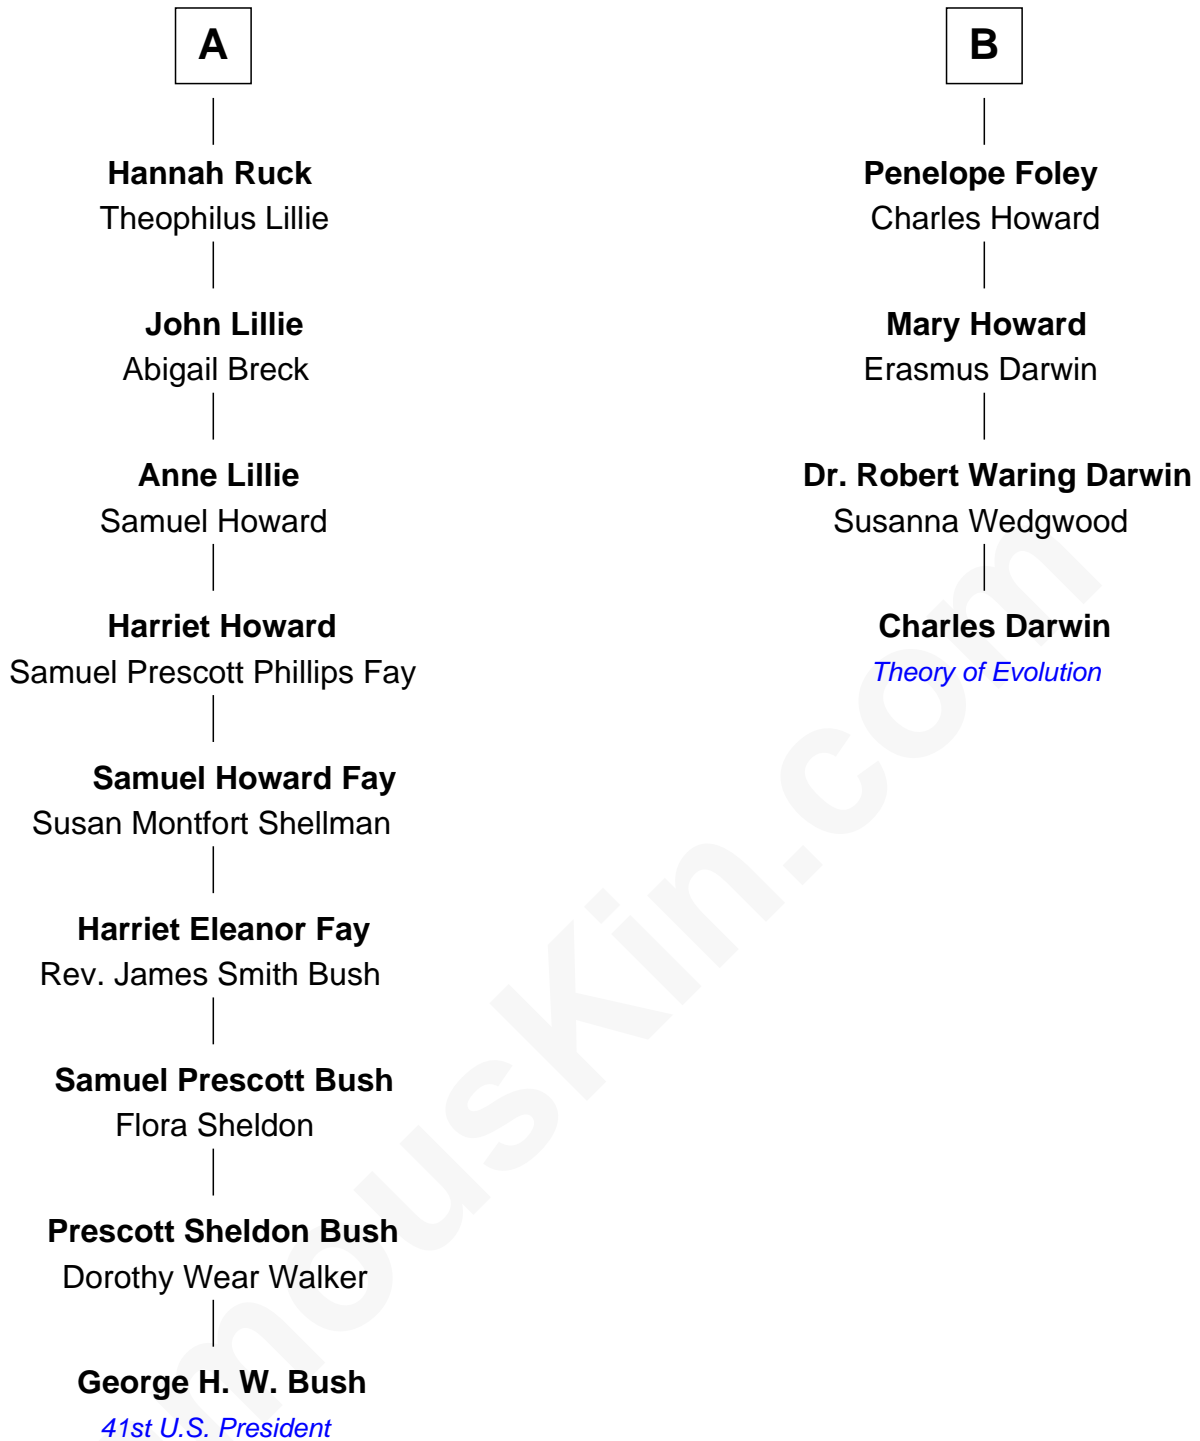 A
Hannah Ruck
Theophilus Lillie
John Lillie
Abigail Breck
Anne Lillie
Samuel Howard
Harriet Howard
Samuel Prescott Phillips Fay
Samuel Howard Fay
Susan Montfort Shellman
Harriet Eleanor Fay
Rev. James Smith Bush
Samuel Prescott Bush
Flora Sheldon
Prescott Sheldon Bush
Dorothy Wear Walker
George H. W. Bush
41st U.S. President
B
Penelope Foley
Charles Howard
Mary Howard
Erasmus Darwin
Dr. Robert Waring Darwin
Susanna Wedgwood
Charles Darwin
Theory of Evolution
mousKin.com